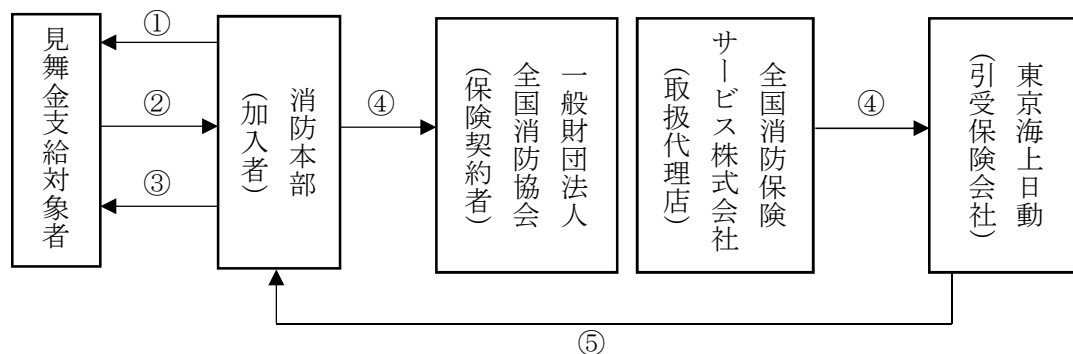 見舞金支給対象者
①
②
③
消防本部
(加入者)
④
一般財団法人
全国消防協会
(保険契約者)
全国消防保険
サービス株式会社
(取扱代理店)
④
東京海上日動
(引受保険会社)
⑤